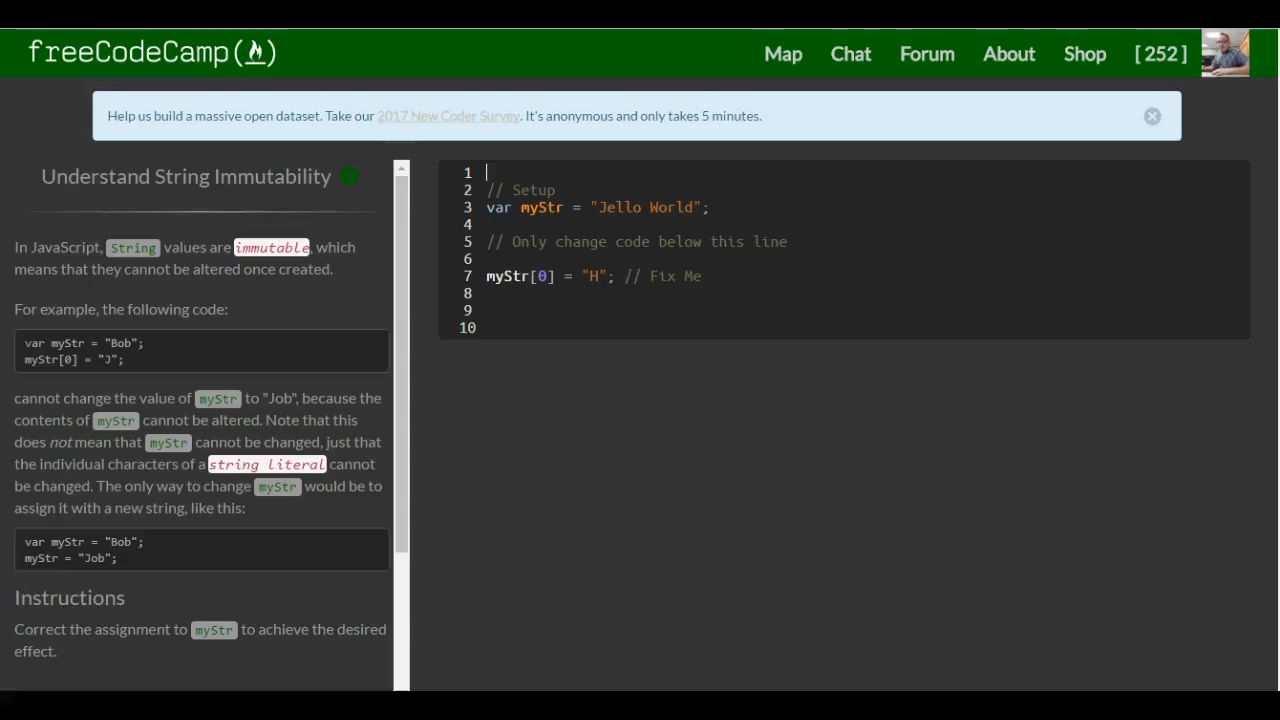 freeCodeCamp(🔥)
Map Chat Forum About Shop [ 252 ]
Help us build a massive open dataset. Take our 2017 New Coder Survey. It's anonymous and only takes 5 minutes.
Understand String Immutability
In JavaScript, String values are immutable, which
means that they cannot be altered once created.
For example, the following code:
var myStr = "Bob";
myStr[0] = "J";
cannot change the value of myStr to "Job", because the
contents of myStr cannot be altered. Note that this
does not mean that myStr cannot be changed, just that
the individual characters of a string literal cannot
be changed. The only way to change myStr would be to
assign it with a new string, like this:
var myStr = "Bob";
myStr = "Job";
Instructions
Correct the assignment to myStr to achieve the desired
effect.
1
2 // Setup
3 var myStr = "Jello World";
4
5 // Only change code below this line
6
7 myStr[0] = "H"; // Fix Me
8
9
10